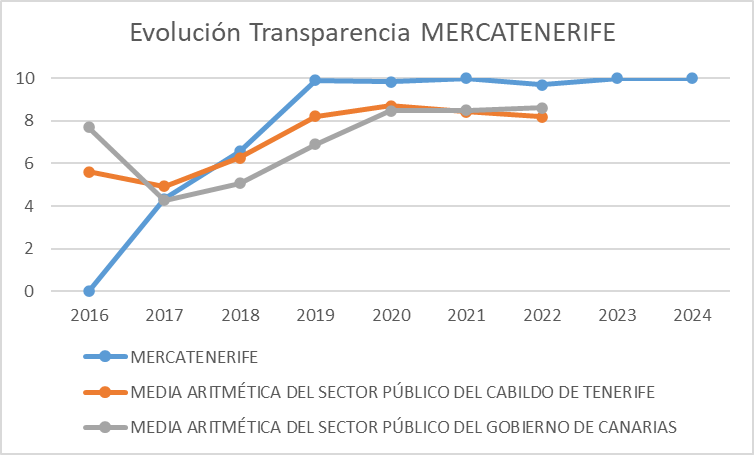 Evolución Transparencia MERCATENERIFE
10
8
6
4
2
0
2016 2017 2018 2019 2020 2021 2022 2023 2024
MERCATENERIFE
MEDIA ARITMÉTICA DEL SECTOR PÚBLICO DEL CABILDO DE TENERIFE
MEDIA ARITMÉTICA DEL SECTOR PÚBLICO DEL GOBIERNO DE CANARIAS